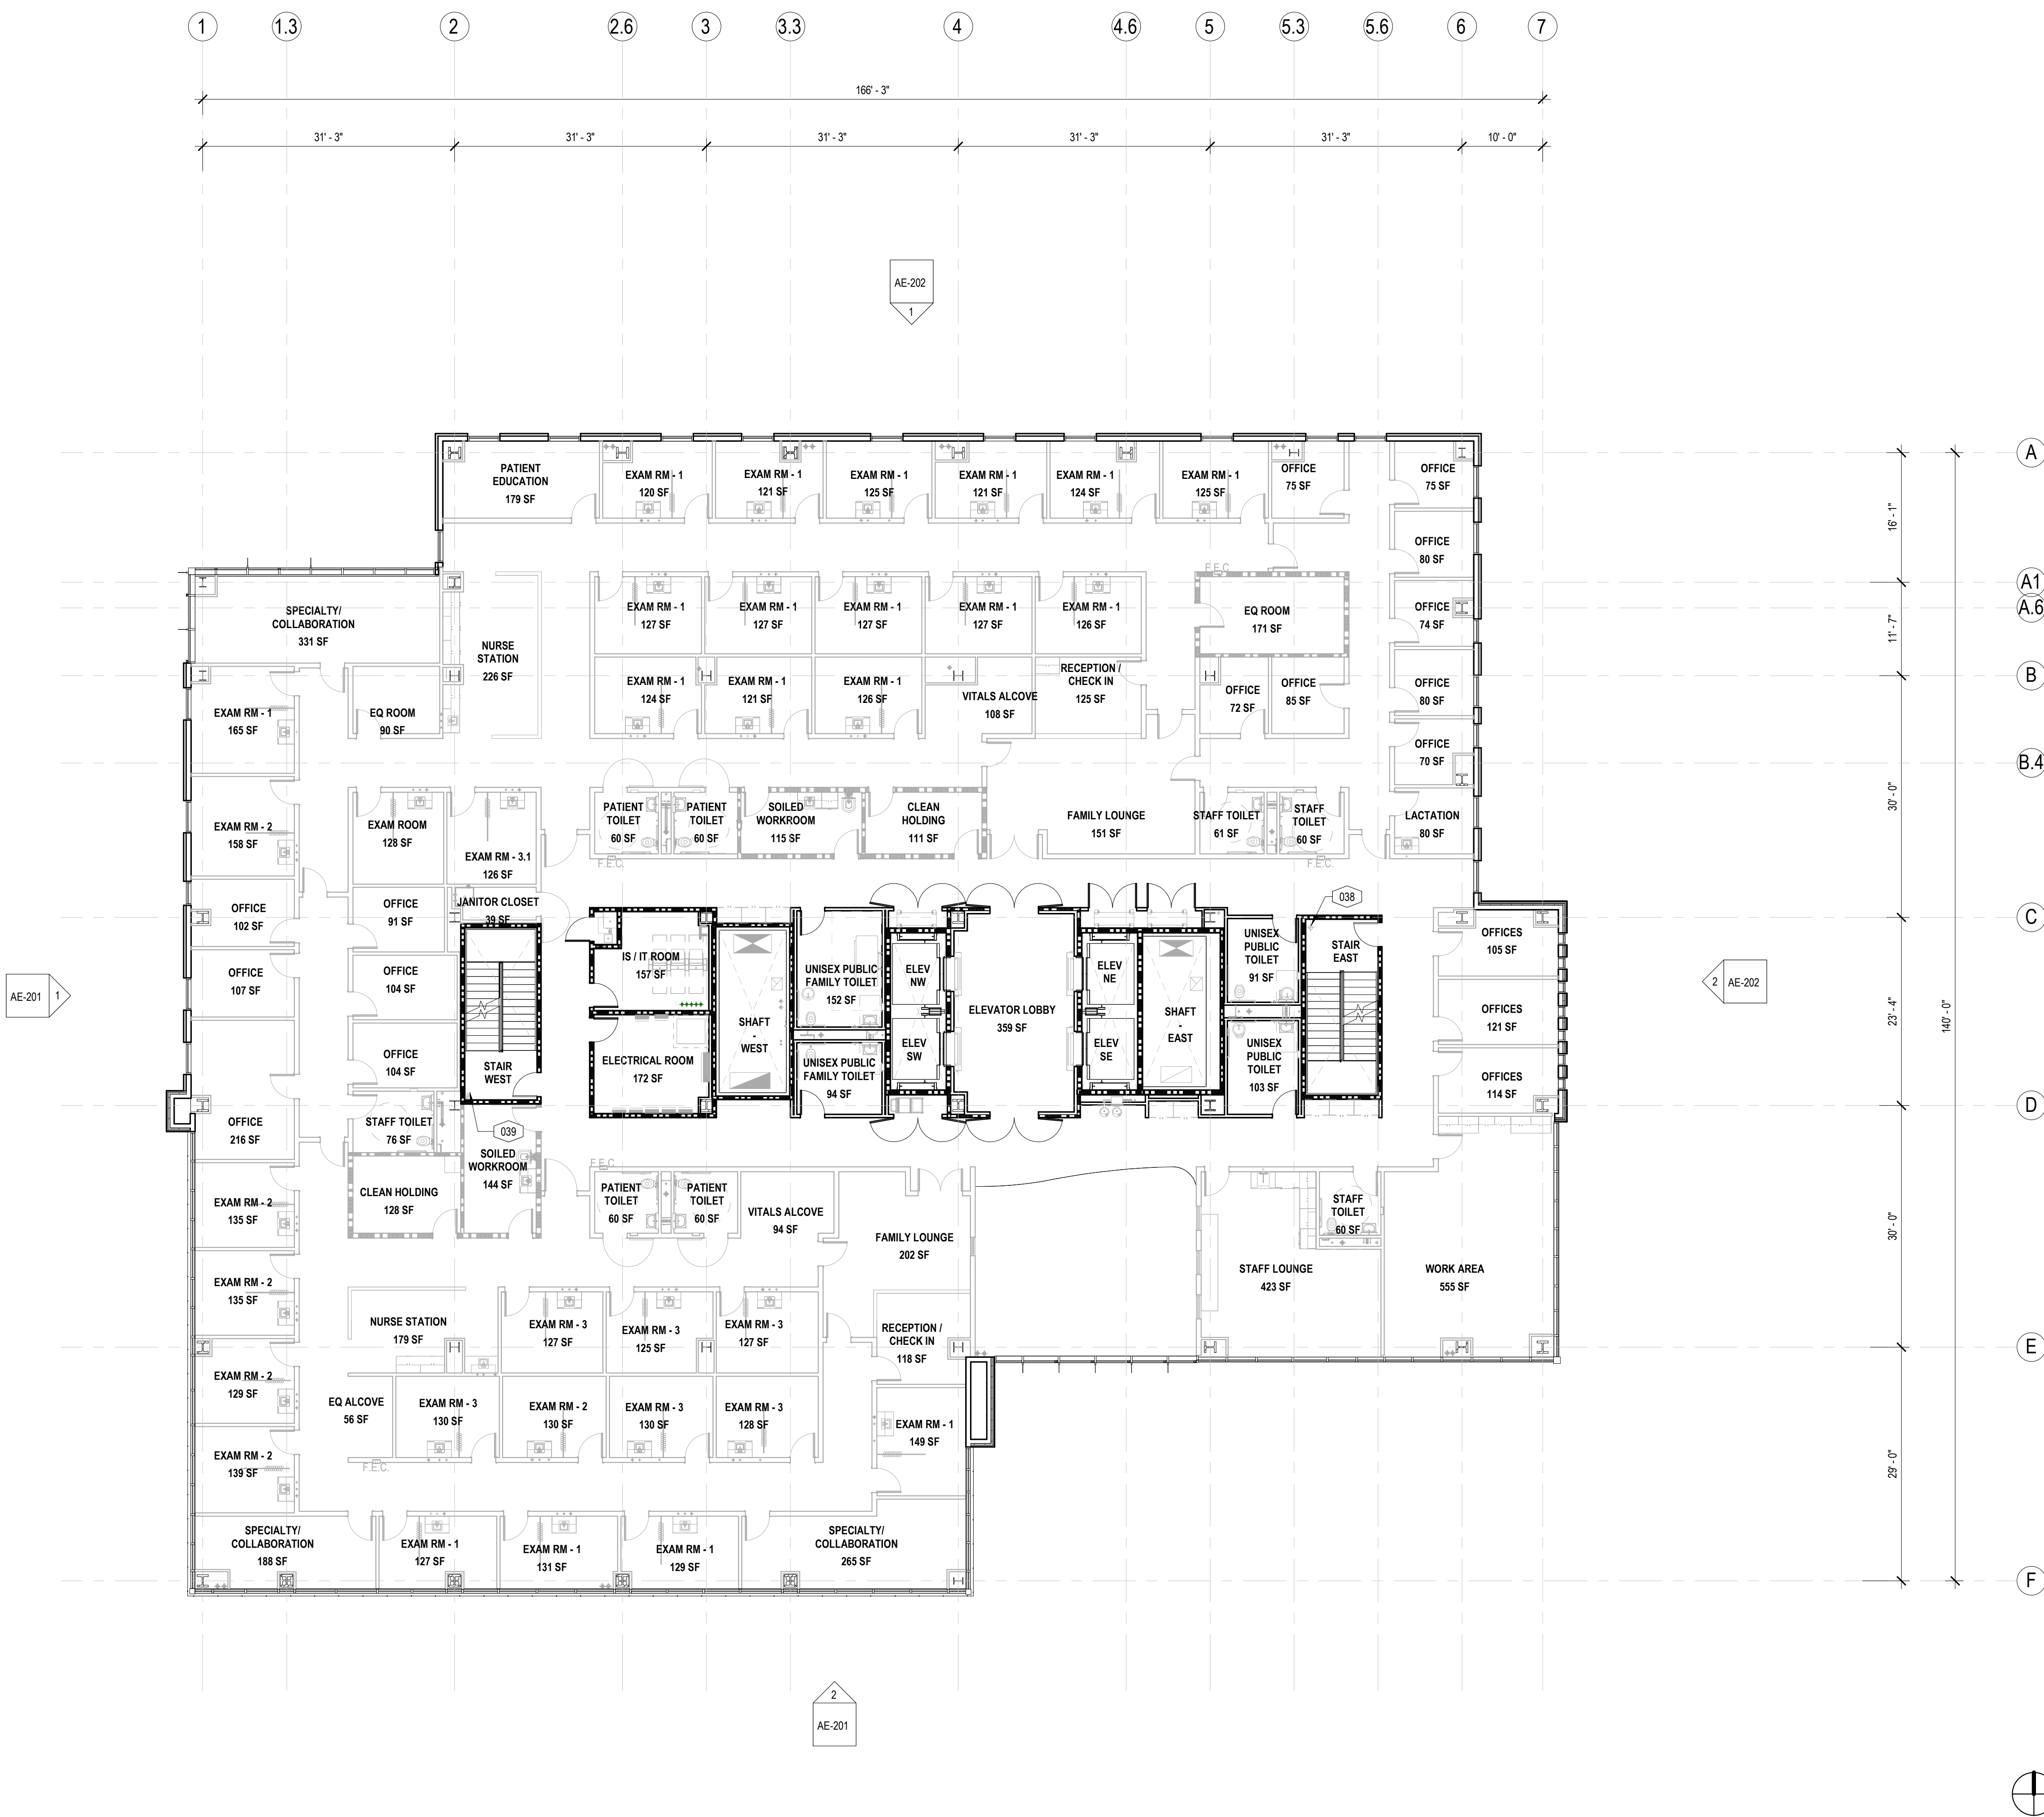 1
1.3
2
2.6
3
3.3
4
4.6
5
5.3
5.6
6
7
166' - 3"
31' - 3"
31' - 3"
31' - 3"
31' - 3"
31' - 3"
10' - 0"
AE-202
1
A
PATIENT
EDUCATION
179 SF
EXAM RM - 1
120 SF
EXAM RM - 1
121 SF
EXAM RM - 1
125 SF
EXAM RM - 1
121 SF
EXAM RM - 1
124 SF
EXAM RM - 1
125 SF
OFFICE
75 SF
OFFICE
75 SF
16' - 1"
OFFICE
80 SF
F.E.C.
A1
A.6
SPECIALTY/
COLLABORATION
331 SF
NURSE
STATION
226 SF
EXAM RM - 1
127 SF
EXAM RM - 1
127 SF
EXAM RM - 1
127 SF
EXAM RM - 1
127 SF
EXAM RM - 1
126 SF
EQ ROOM
171 SF
OFFICE
74 SF
11' - 7"
B
EXAM RM - 1
165 SF
EQ ROOM
90 SF
EXAM RM - 1
124 SF
EXAM RM - 1
121 SF
EXAM RM - 1
126 SF
VITALS ALCOVE
108 SF
RECEPTION /
CHECK IN
125 SF
OFFICE
72 SF
OFFICE
85 SF
OFFICE
80 SF
OFFICE
70 SF
B.4
30' - 0"
EXAM RM - 2
158 SF
EXAM ROOM
128 SF
EXAM RM - 3.1
126 SF
PATIENT
TOILET
60 SF
PATIENT
TOILET
60 SF
SOILED
WORKROOM
115 SF
CLEAN
HOLDING
111 SF
FAMILY LOUNGE
151 SF
STAFF TOILET
61 SF
STAFF
TOILET
60 SF
LACTATION
80 SF
F.E.C.
F.E.C.
038
C
OFFICE
102 SF
OFFICE
91 SF
JANITOR CLOSET
39 SF
OFFICE
107 SF
OFFICE
104 SF
OFFICE
104 SF
STAIR
WEST
IS / IT ROOM
157 SF
ELECTRICAL ROOM
172 SF
SHAFT
-
WEST
UNISEX PUBLIC
FAMILY TOILET
152 SF
UNISEX PUBLIC
FAMILY TOILET
94 SF
ELEV
NW
ELEV
SW
ELEVATOR LOBBY
359 SF
ELEV
NE
ELEV
SE
SHAFT
-
EAST
UNISEX
PUBLIC
TOILET
91 SF
UNISEX
PUBLIC
TOILET
103 SF
STAIR
EAST
OFFICES
105 SF
OFFICES
121 SF
OFFICES
114 SF
AE-201
1
2
AE-202
23' - 4"
140' - 0"
D
OFFICE
216 SF
STAFF TOILET
76 SF
039
SOILED
WORKROOM
144 SF
CLEAN HOLDING
128 SF
F.E.C.
PATIENT
TOILET
60 SF
PATIENT
TOILET
60 SF
VITALS ALCOVE
94 SF
FAMILY LOUNGE
202 SF
STAFF LOUNGE
423 SF
STAFF
TOILET
60 SF
WORK AREA
555 SF
30' - 0"
EXAM RM - 2
135 SF
EXAM RM - 2
135 SF
NURSE STATION
179 SF
EXAM RM - 3
127 SF
EXAM RM - 3
125 SF
EXAM RM - 3
127 SF
RECEPTION /
CHECK IN
118 SF
E
EXAM RM - 2
129 SF
EQ ALCOVE
56 SF
EXAM RM - 3
130 SF
EXAM RM - 2
130 SF
EXAM RM - 3
130 SF
EXAM RM - 3
128 SF
EXAM RM - 1
149 SF
EXAM RM - 2
139 SF
F.E.C.
29' - 0"
SPECIALTY/
COLLABORATION
188 SF
EXAM RM - 1
127 SF
EXAM RM - 1
131 SF
EXAM RM - 1
129 SF
SPECIALTY/
COLLABORATION
265 SF
F
2
AE-201